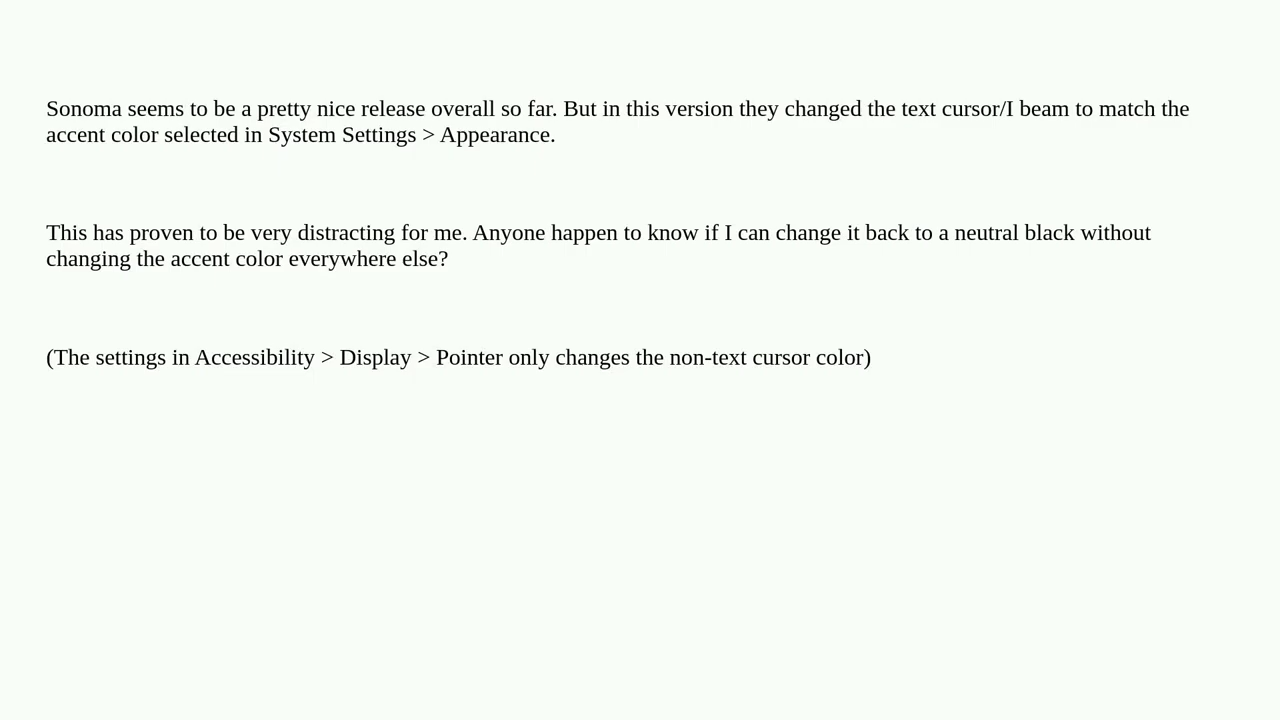 Sonoma seems to be a pretty nice release overall so far. But in this version they changed the text cursor/I beam to match the
accent color selected in System Settings > Appearance.
This has proven to be very distracting for me. Anyone happen to know if I can change it back to a neutral black without
changing the accent color everywhere else?
(The settings in Accessibility > Display > Pointer only changes the non-text cursor color)